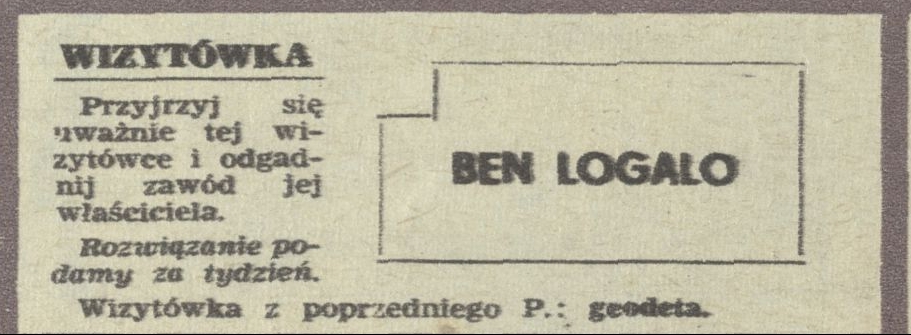 WIZYTÓWKA
Przyjrzyj się
uważnie tej wi-
zytówce i odgad-
nij zawód jej
właściciela.
Rozwiązanie po-
damy za tydzień.
BEN LOGALO
Wizytówka z poprzedniego P.: geodeta.